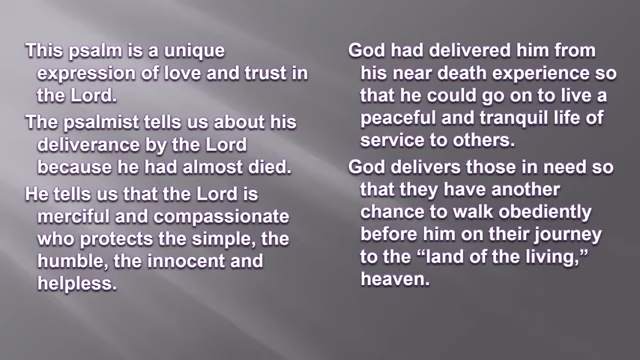 This psalm is a unique
expression of love and trust in
the Lord.
The psalmist tells us about his
deliverance by the Lord
because he had almost died.
He tells us that the Lord is
merciful and compassionate
who protects the simple, the
humble, the innocent and
helpless.
God had delivered him from
his near death experience so
that he could go on to live a
peaceful and tranquil life of
service to others.
God delivers those in need so
that they have another
chance to walk obediently
before him on their journey
to the “land of the living,”
heaven.